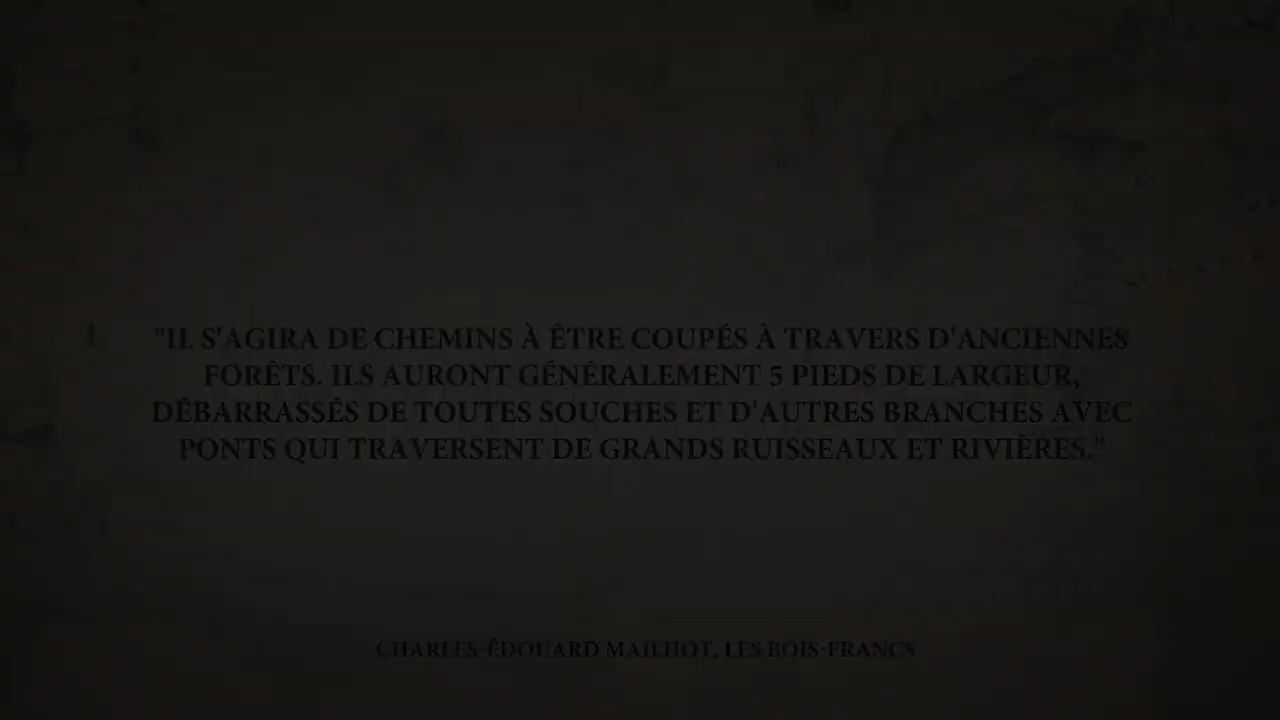 "IL S'AGIRA DE CHEMINS À ÊTRE COUPÉS À TRAVERS D'ANCIENNES
FORÊTS. ILS AURONT GÉNÉRALEMENT 5 PIEDS DE LARGEUR,
DÉBARRASSÉS DE TOUTES SOUCHES ET D'AUTRES BRANCHES AVEC
PONTS QUI TRAVERSENT DE GRANDS RUISSEAUX ET RIVIÈRES."
CHARLES-ÉDOUARD MAILHOT, LES BOIS-FRANCS